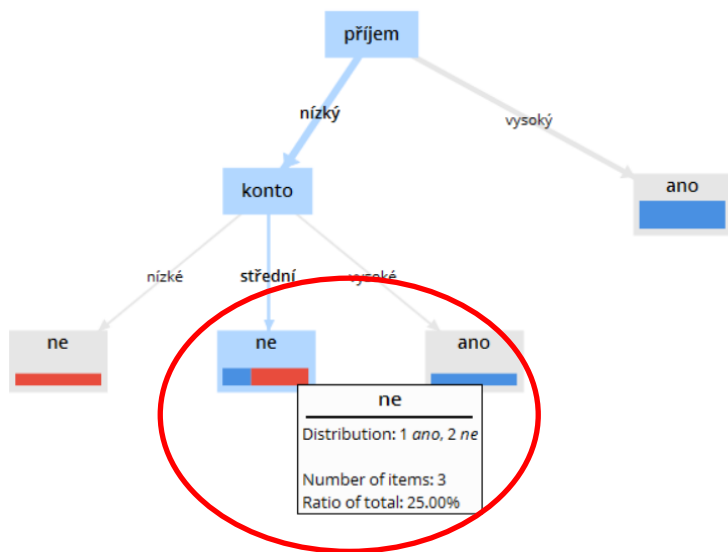 příjem
nízký
vysoký
konto
ano
nízké
střední
vysoké
ne
ne
ano
ne
Distribution: 1 ano, 2 ne
Number of items: 3
Ratio of total: 25.00%